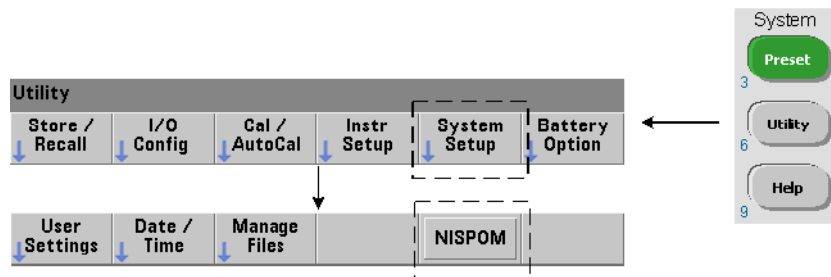 System
Preset
3
Utility
6
Help
9
Utility
Store / Recall
I/O Config
Cal / AutoCal
Instr Setup
System Setup
Battery Option
User Settings
Date / Time
Manage Files
NISPOM